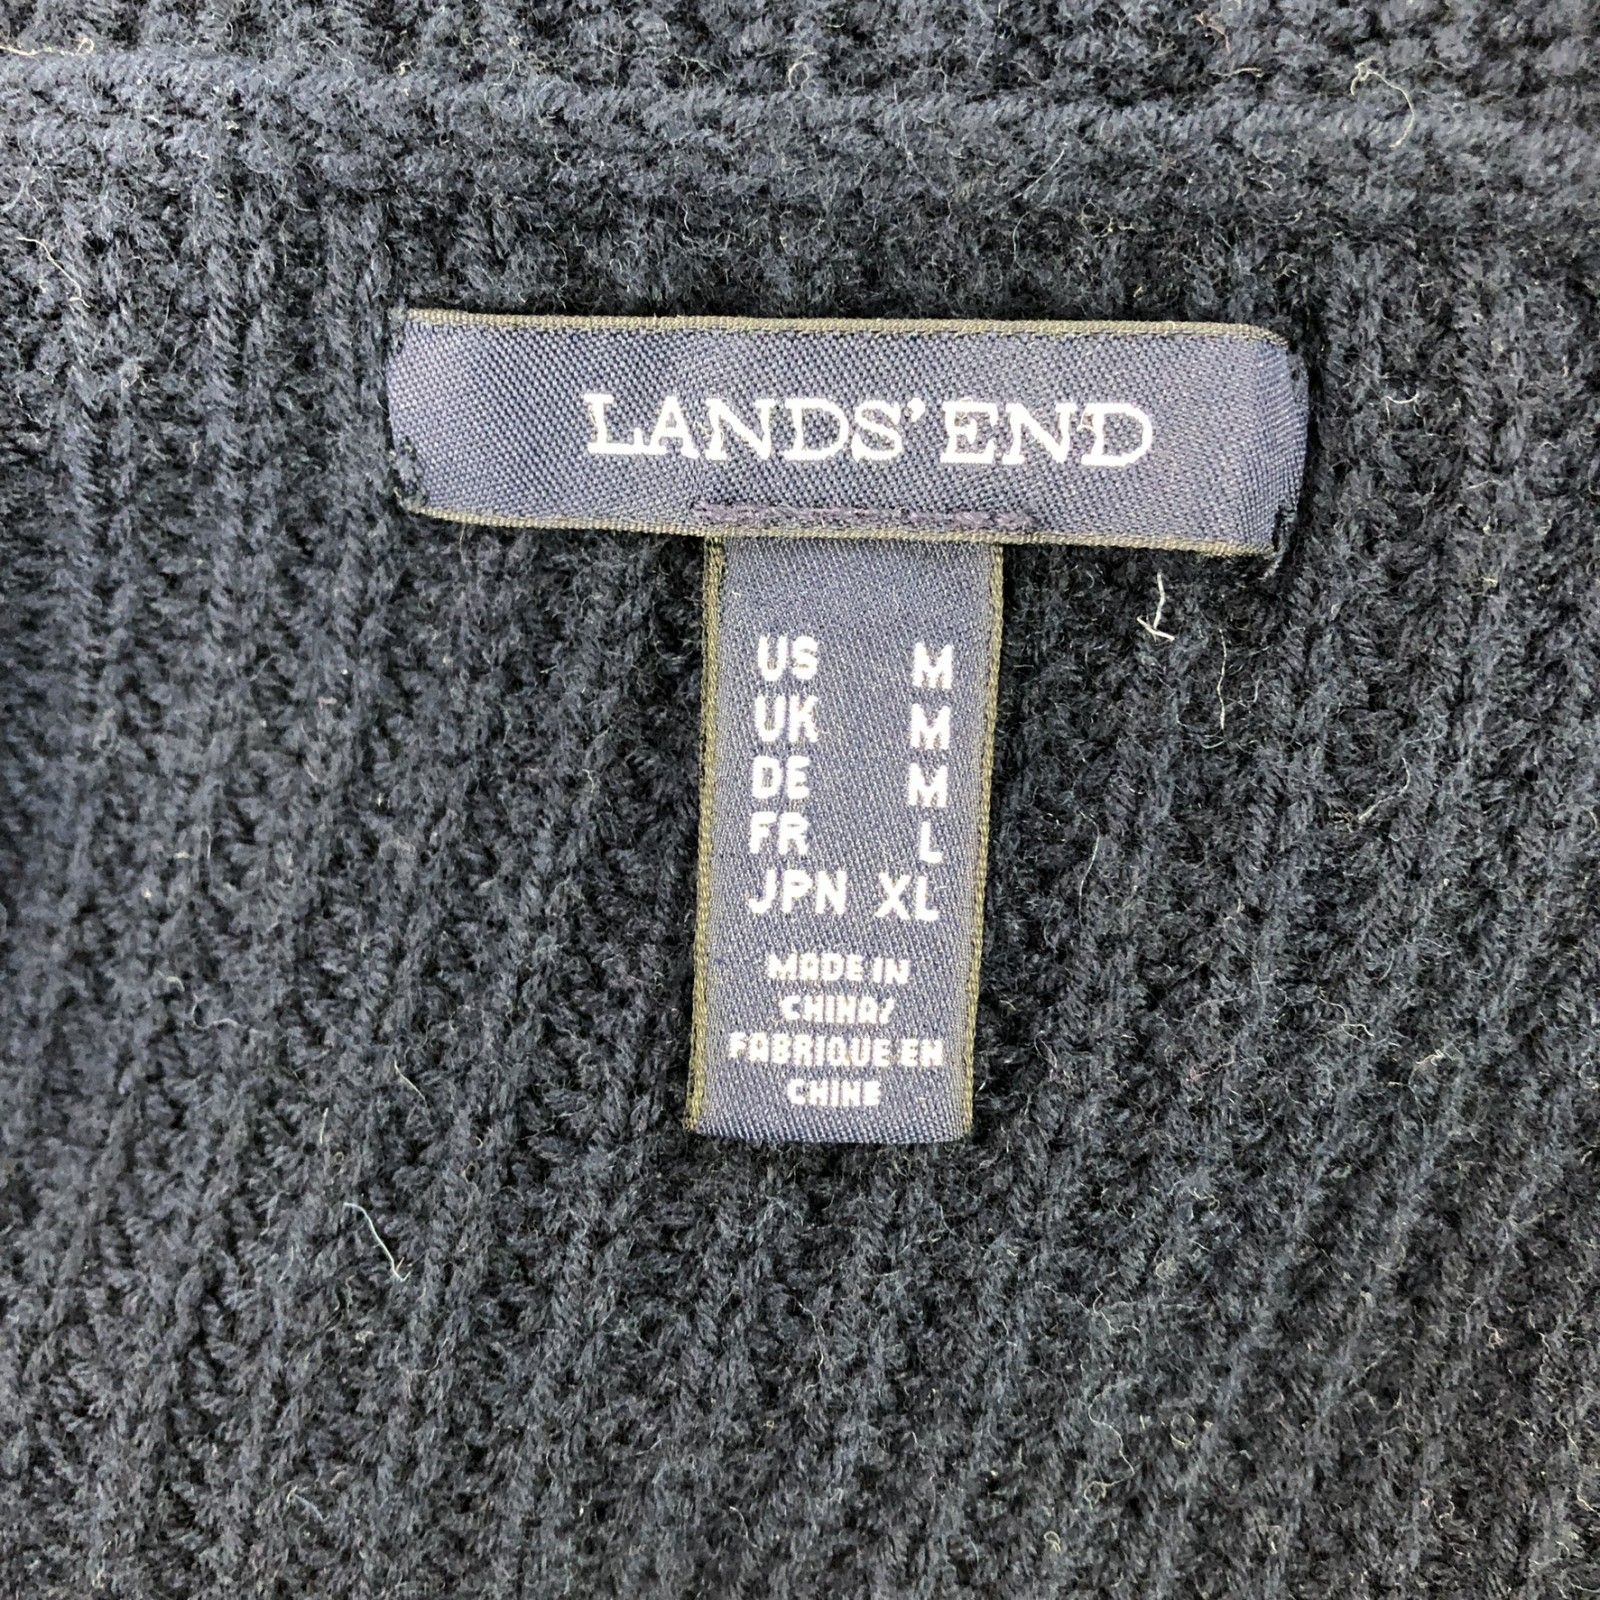 LANDS' END
US M
UK M
DE M
FR L
JPN XL
MADE IN
CHINA/
FABRIQUE EN
CHINE